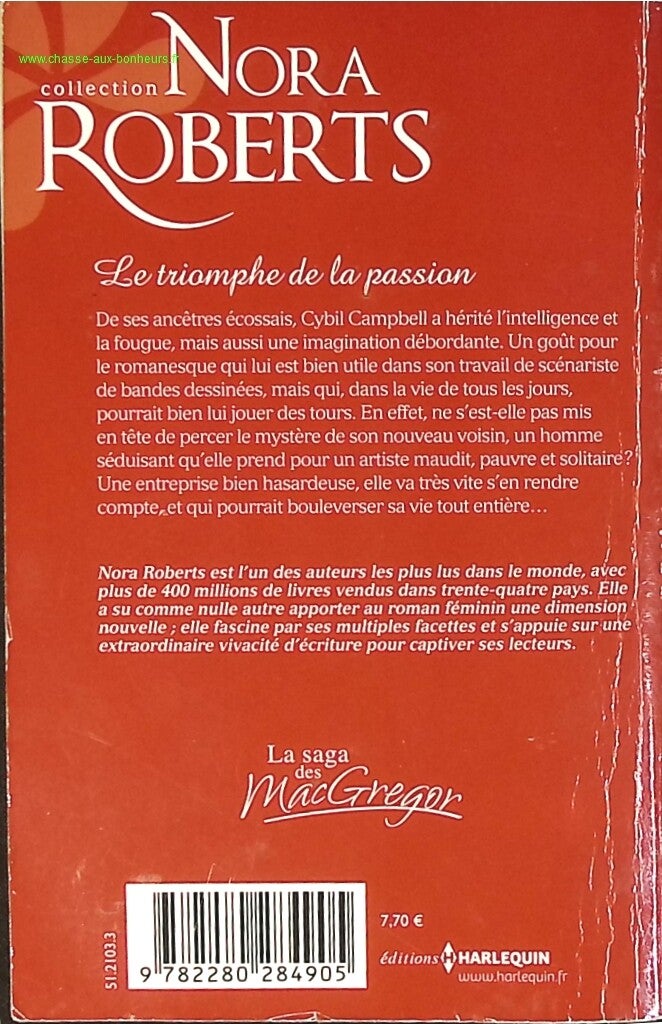 www.chasse-aux-bonheurs.fr
collection NORA
ROBERTS
Le triomphe de la passion
De ses ancêtres écossais, Cybil Campbell a hérité l'intelligence et
la fougue, mais aussi une imagination débordante. Un goût pour
le romanesque qui lui est bien utile dans son travail de scénariste
de bandes dessinées, mais qui, dans la vie de tous les jours,
pourrait bien lui jouer des tours. En effet, ne s'est-elle pas mis
en tête de percer le mystère de son nouveau voisin, un homme
séduisant qu'elle prend pour un artiste maudit, pauvre et solitaire ?
Une entreprise bien hasardeuse, elle va très vite s'en rendre
compte, et qui pourrait bouleverser sa vie tout entière…
Nora Roberts est l'un des auteurs les plus lus dans le monde, avec
plus de 400 millions de livres vendus dans trente-quatre pays. Elle
a su comme nulle autre apporter au roman féminin une dimension
nouvelle ; elle fascine par ses multiples facettes et s'appuie sur une
extraordinaire vivacité d'écriture pour captiver ses lecteurs.
La saga
des
MacGregor
51.2103.3
9 782280 284905
7,70 €
éditions H HARLEQUIN
www.harlequin.fr